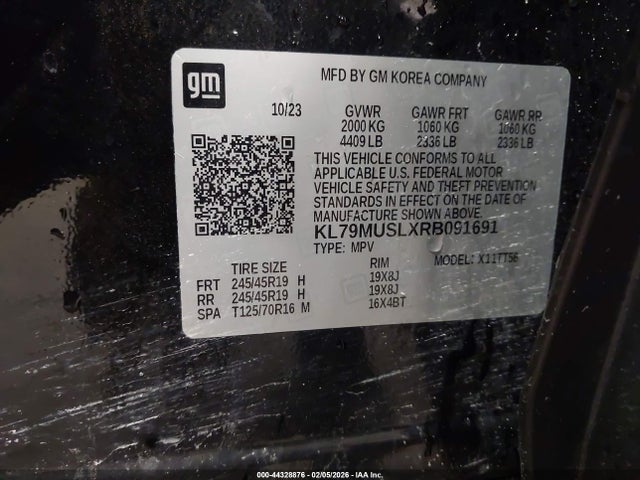 gm
MFD BY GM KOREA COMPANY
10/23 GVWR GAWR FRT GAWR RR
2000 KG 1060 KG 1060 KG
4409 LB 2336 LB 2336 LB
THIS VEHICLE CONFORMS TO ALL
APPLICABLE U.S. FEDERAL MOTOR
VEHICLE SAFETY AND THEFT PREVENTION
STANDARDS IN EFFECT ON THE DATE OF
MANUFACTURE SHOWN ABOVE.
KL79MUSLXRB091691
TYPE: MPV MODEL: X11TT56
TIRE SIZE RIM
FRT 245/45R19 H 19X8J
RR 245/45R19 H 19X8J
SPA T125/70R16 M 16X4BT
000-44328876 - 02/05/2026 - IAA Inc.